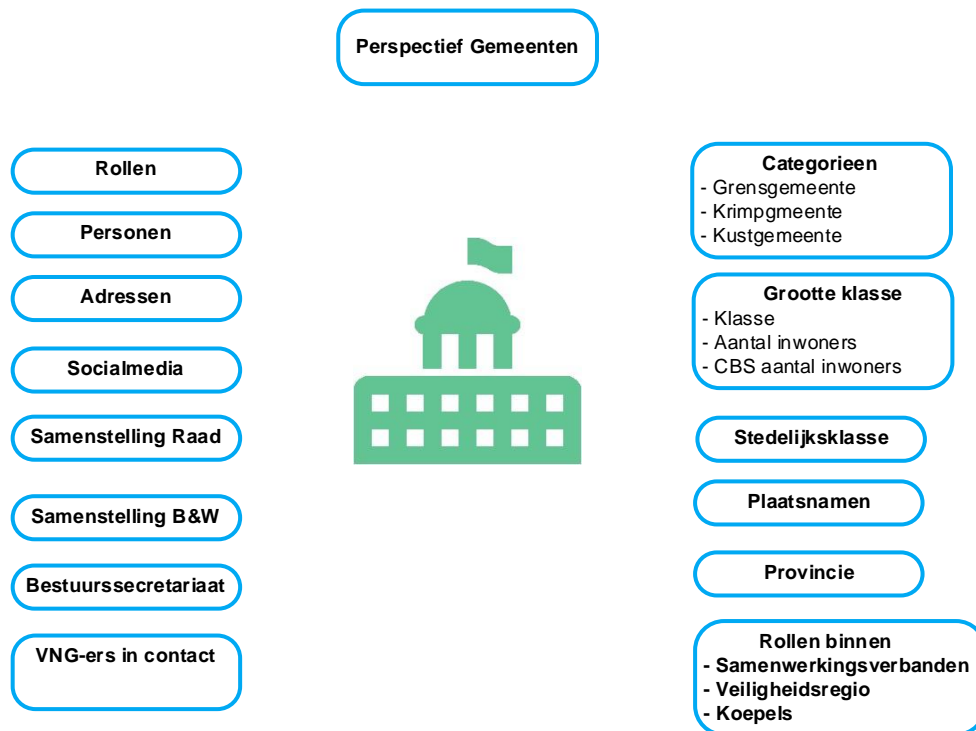 Perspectief Gemeenten
Rollen
Personen
Adressen
Socialmedia
Samenstelling Raad
Samenstelling B&W
Bestuurssecretariaat
VNG-ers in contact
Categorieen
- Grensgemeente
- Krimpgmeente
- Kustgemeente
Grootte klasse
- Klasse
- Aantal inwoners
- CBS aantal inwoners
Stedelijksklasse
Plaatsnamen
Provincie
Rollen binnen
- Samenwerkingsverbanden
- Veiligheidsregio
- Koepels